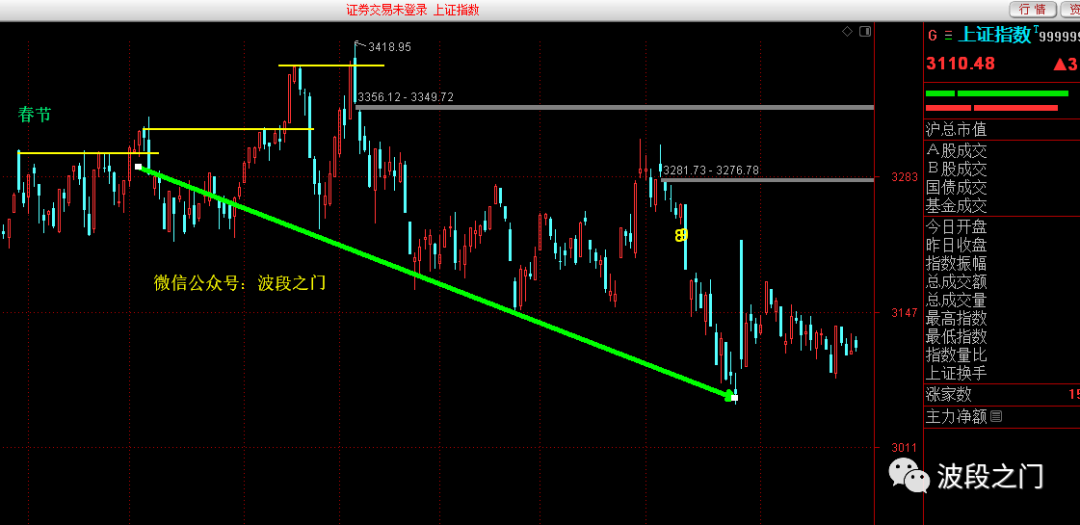 证券交易未登录 上证指数
行情
资
G 上证指数 T 999999
3110.48 ▲3
3418.95
3356.12 - 3349.72
春节
3281.73 - 3276.78
3283
微信公众号：波段之门
3147
3011
沪总市值
A股成交
B股成交
国债成交
基金成交
今日开盘
昨日收盘
指数振幅
总成交额
总成交量
最高指数
最低指数
指数量比
上证换手
涨家数 15
主力净额
波段之门